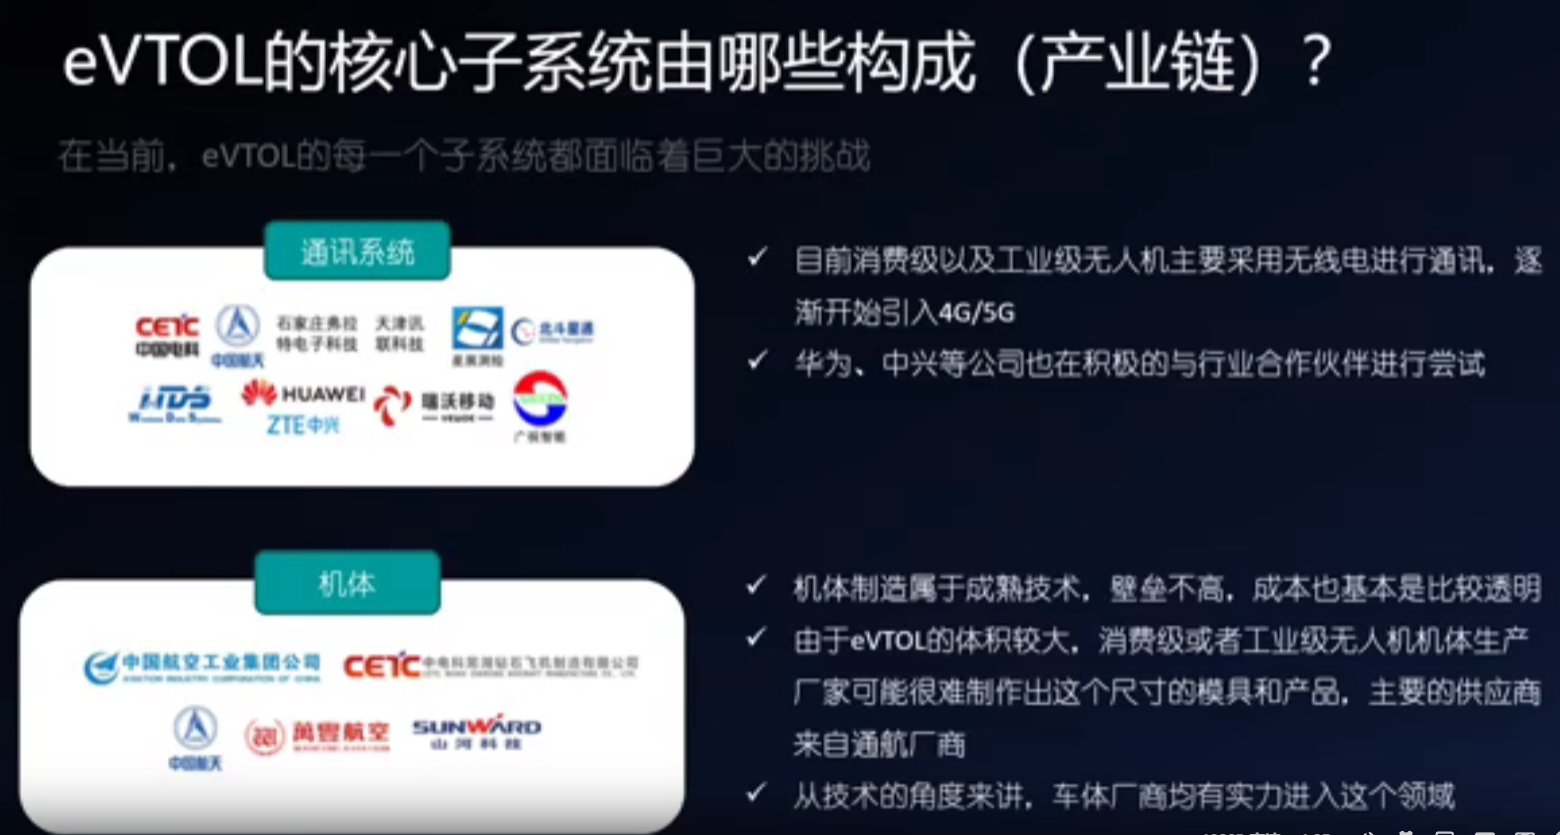 eVTOL的核心子系统由哪些构成（产业链）？
在当前，eVTOL的每一个子系统都面临着巨大的挑战
通讯系统
CETC
中国电科
中国航天
石家庄弗拉
特电子科技
天津讯
联科技
星展测控
北斗星通
WDS
HUAWEI
ZTE中兴
瑞沃移动
目前消费级以及工业级无人机主要采用无线电进行通讯，逐
渐开始引入4G/5G
华为、中兴等公司也在积极的与行业合作伙伴进行尝试
机体
中国航空工业集团公司
AVIATION INDUSTRY CORPORATION OF CHINA
CETC 中电科芜湖钻石飞机制造有限公司
中国航天
萬豐航空
SUNWARD
山河科技
机体制造属于成熟技术，壁垒不高，成本也基本是比较透明
由于eVTOL的体积较大，消费级或者工业级无人机机体生产
厂家可能很难制作出这个尺寸的模具和产品，主要的供应商
来自通航厂商
从技术的角度来讲，车体厂商均有实力进入这个领域